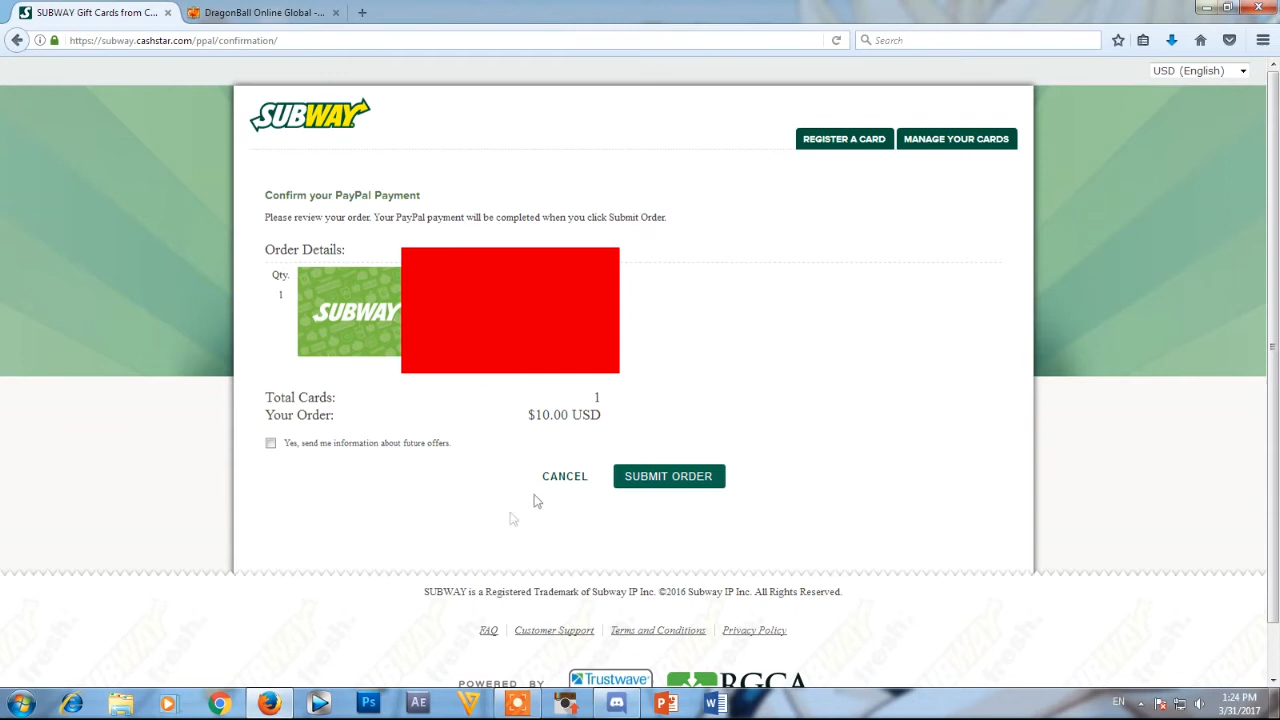 SUBWAY Gift Cards from C...
DragonBall Online Global -...
https://subway.cashstar.com/ppal/confirmation/
Search
USD (English)
SUBWAY
REGISTER A CARD
MANAGE YOUR CARDS
Confirm your PayPal Payment
Please review your order. Your PayPal payment will be completed when you click Submit Order.
Order Details:
Qty.
1
SUBWAY
Total Cards: 1
Your Order: $10.00 USD
Yes, send me information about future offers.
CANCEL
SUBMIT ORDER
SUBWAY is a Registered Trademark of Subway IP Inc. ©2016 Subway IP Inc. All Rights Reserved.
FAQ
Customer Support
Terms and Conditions
Privacy Policy
POWERED BY
Trustwave
RGCA
Ps
AE
EN
1:24 PM
3/31/2017